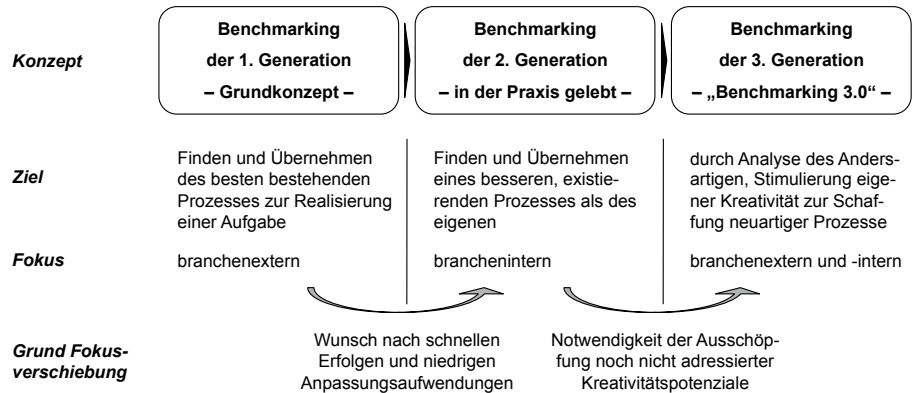 Konzept
Benchmarking
der 1. Generation
– Grundkonzept –
Benchmarking
der 2. Generation
– in der Praxis gelebt –
Benchmarking
der 3. Generation
– „Benchmarking 3.0“ –
Ziel
Finden und Übernehmen
des besten bestehenden
Prozesses zur Realisierung
einer Aufgabe
Finden und Übernehmen
eines besseren, existie-
renden Prozesses als des
eigenen
durch Analyse des Anders-
artigen, Stimulierung eige-
ner Kreativität zur Schaf-
fung neuartiger Prozesse
Fokus
branchenextern
branchenintern
branchenextern und -intern
Grund Fokus-
verschiebung
Wunsch nach schnellen
Erfolgen und niedrigen
Anpassungsaufwendungen
Notwendigkeit der Ausschöp-
fung noch nicht adressierter
Kreativitätspotenziale